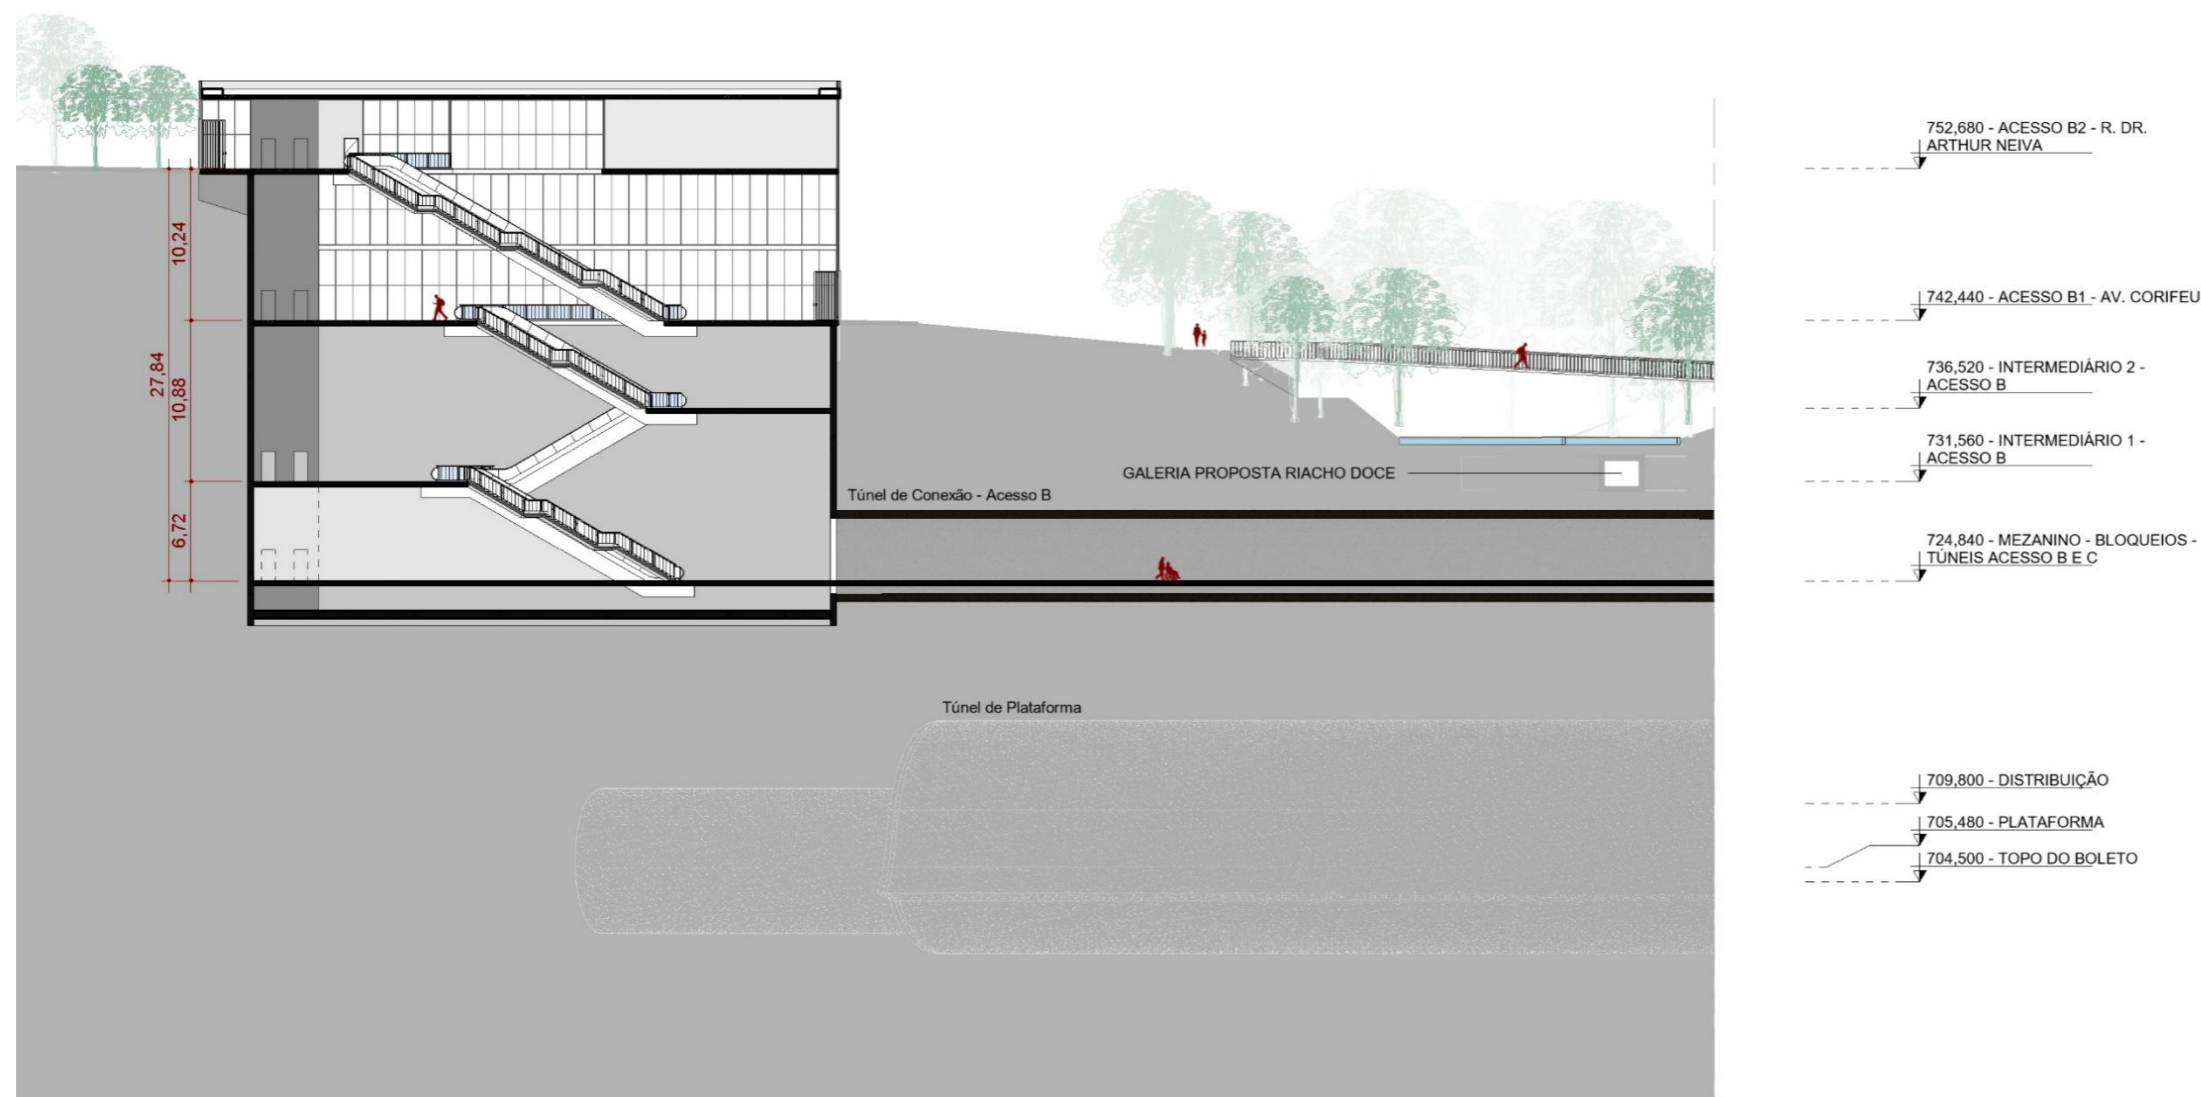 752,680 - ACESSO B2 - R. DR.
ARTHUR NEIVA
10,24
742,440 - ACESSO B1 - AV. CORIFEU
27,84
10,88
736,520 - INTERMEDIÁRIO 2 -
ACESSO B
731,560 - INTERMEDIÁRIO 1 -
ACESSO B
GALERIA PROPOSTA RIACHO DOCE
Túnel de Conexão - Acesso B
6,72
724,840 - MEZANINO - BLOQUEIOS -
TÚNEIS ACESSO B E C
Túnel de Plataforma
709,800 - DISTRIBUIÇÃO
705,480 - PLATAFORMA
704,500 - TOPO DO BOLETO